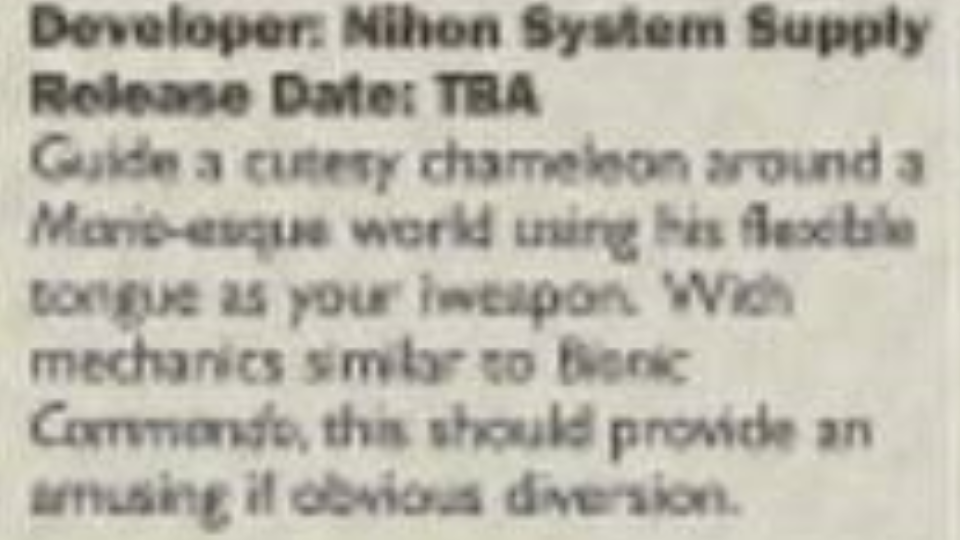 Developer: Nihon System Supply
Release Date: TBA
Guide a cutesy chameleon around a
Mario-esque world using his flexible
tongue as your iweapon. With
mechanics similar to Bionic
Commando, this should provide an
amusing if obvious diversion.